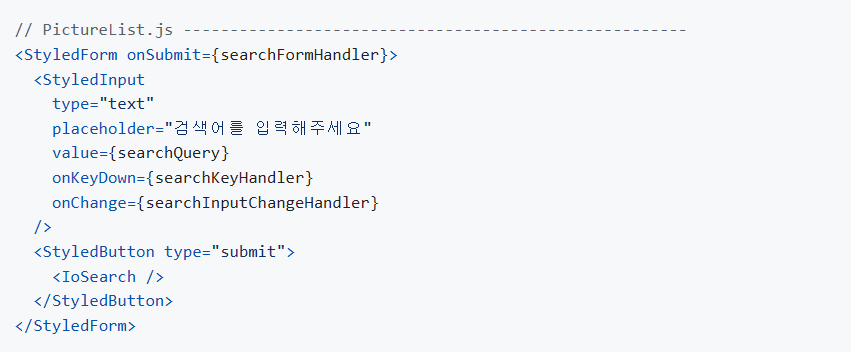 // PictureList.js ------------------------------------------------------
<StyledForm onSubmit={searchFormHandler}>
  <StyledInput
    type="text"
    placeholder="검색어를 입력해주세요"
    value={searchQuery}
    onKeyDown={searchKeyHandler}
    onChange={searchInputChangeHandler}
  />
  <StyledButton type="submit">
    <IoSearch />
  </StyledButton>
</StyledForm>